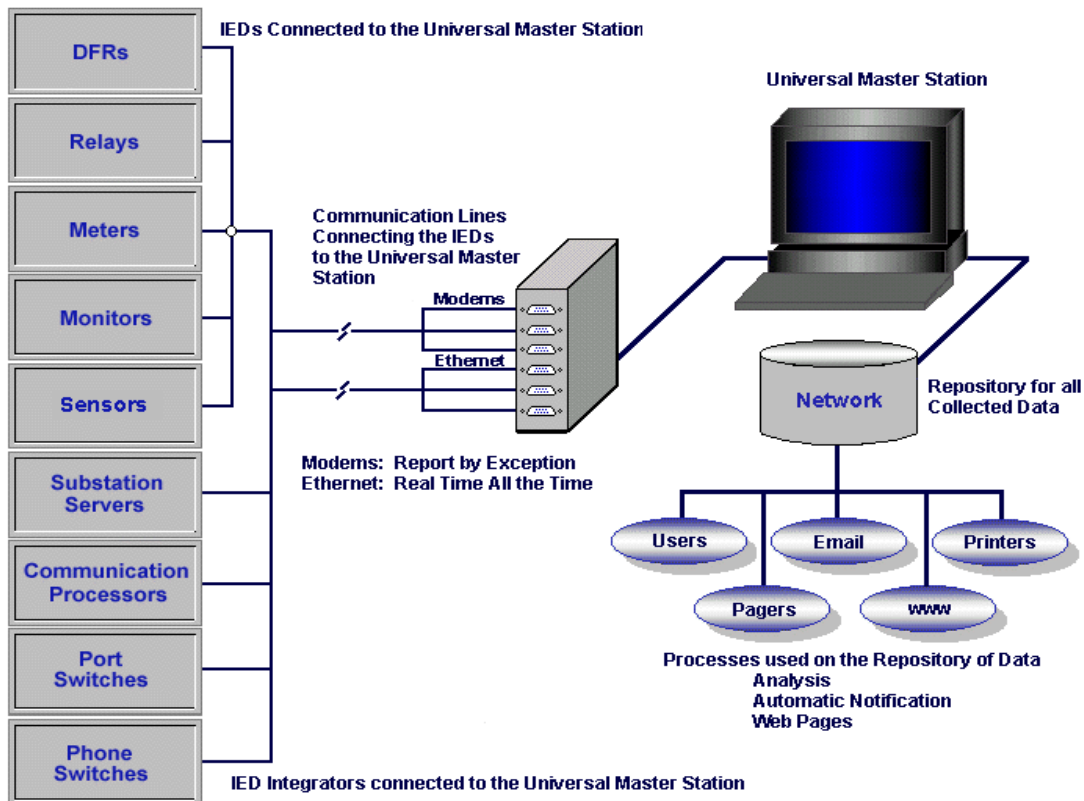 IEDs Connected to the Universal Master Station
DFRs
Relays
Meters
Monitors
Sensors
Substation
Servers
Communication
Processors
Port
Switches
Phone
Switches
IED Integrators connected to the Universal Master Station
Communication Lines
Connecting the IEDs
to the Universal Master
Station
Modems
Ethernet
Modems: Report by Exception
Ethernet: Real Time All the Time
Universal Master Station
Network
Repository for all
Collected Data
Users
Email
Printers
Pagers
www
Processes used on the Repository of Data
Analysis
Automatic Notification
Web Pages